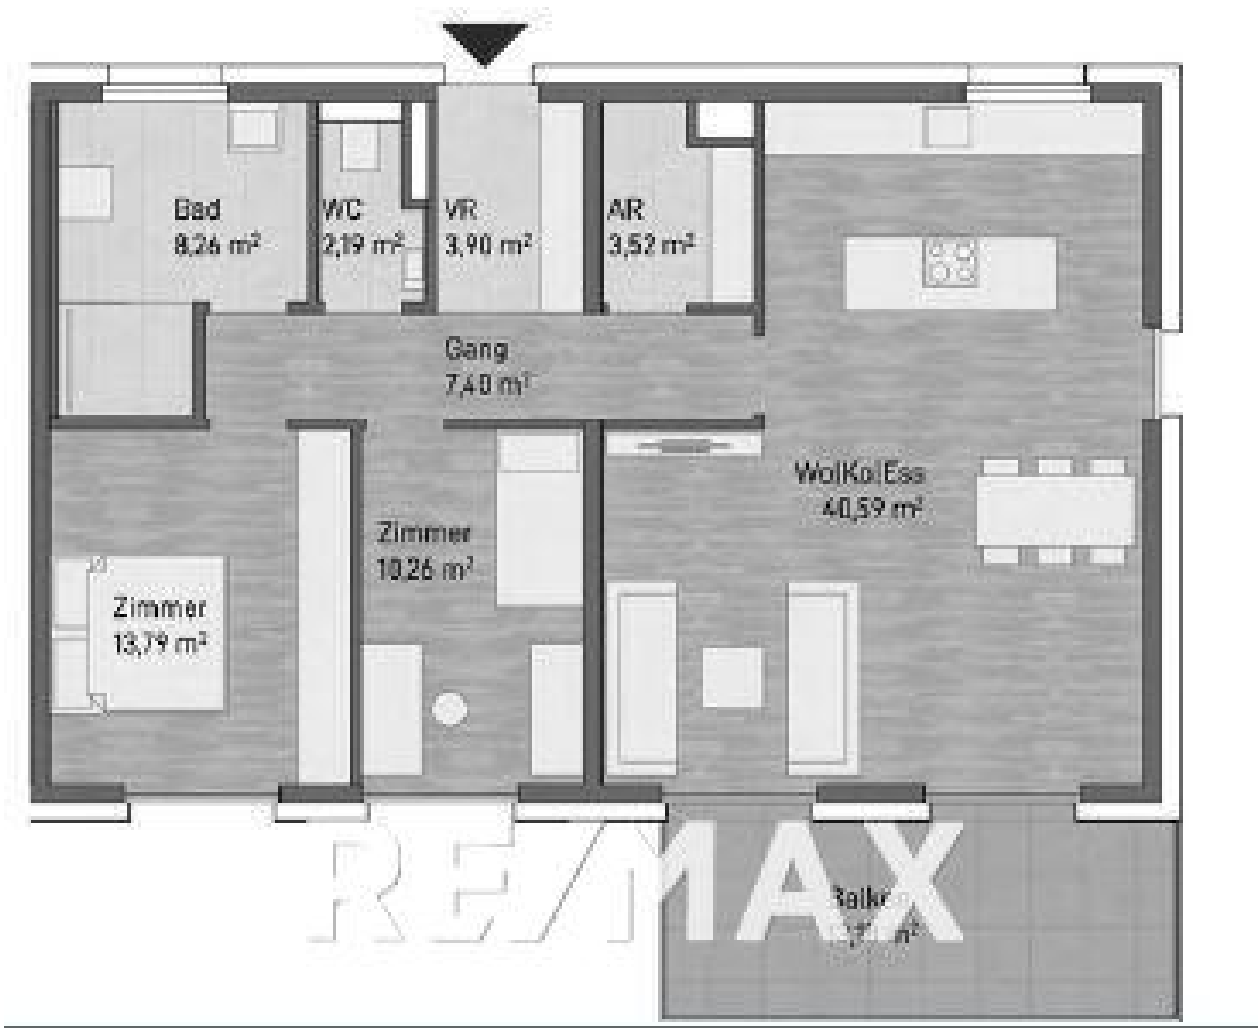 Bad
8,26 m²
WC
2,19 m²
VR
3,90 m²
AR
3,52 m²
Gang
7,40 m²
Wo|Ko|Ess
40,59 m²
Zimmer
10,26 m²
Zimmer
13,79 m²
RE/MAX